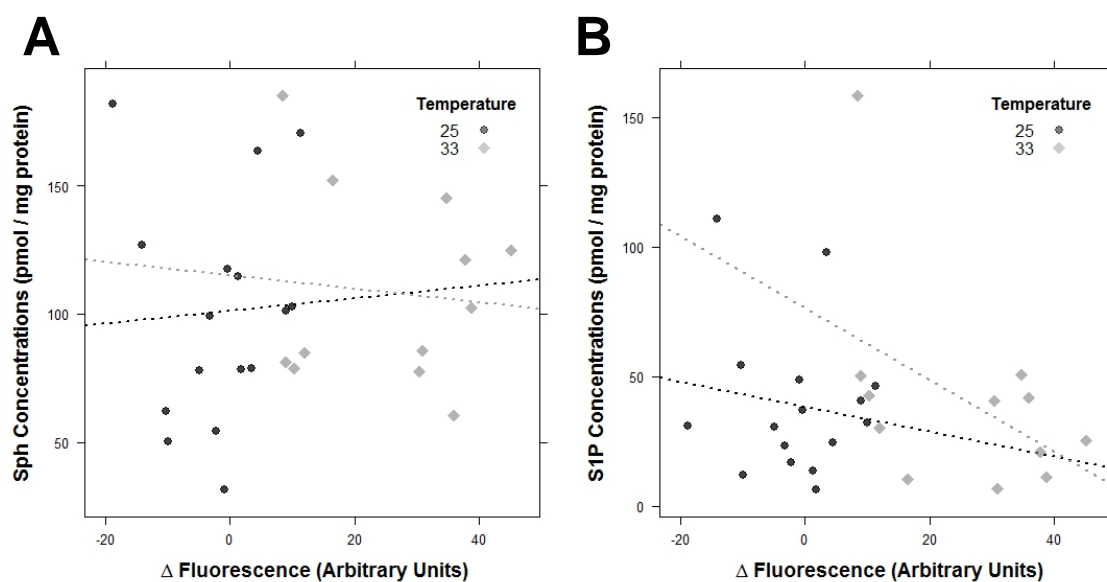 A
Sph Concentrations (pmol / mg protein)
150
100
50
Temperature
25
33
-20 0 20 40
Δ Fluorescence (Arbitrary Units)
B
S1P Concentrations (pmol / mg protein)
150
100
50
0
Temperature
25
33
-20 0 20 40
Δ Fluorescence (Arbitrary Units)